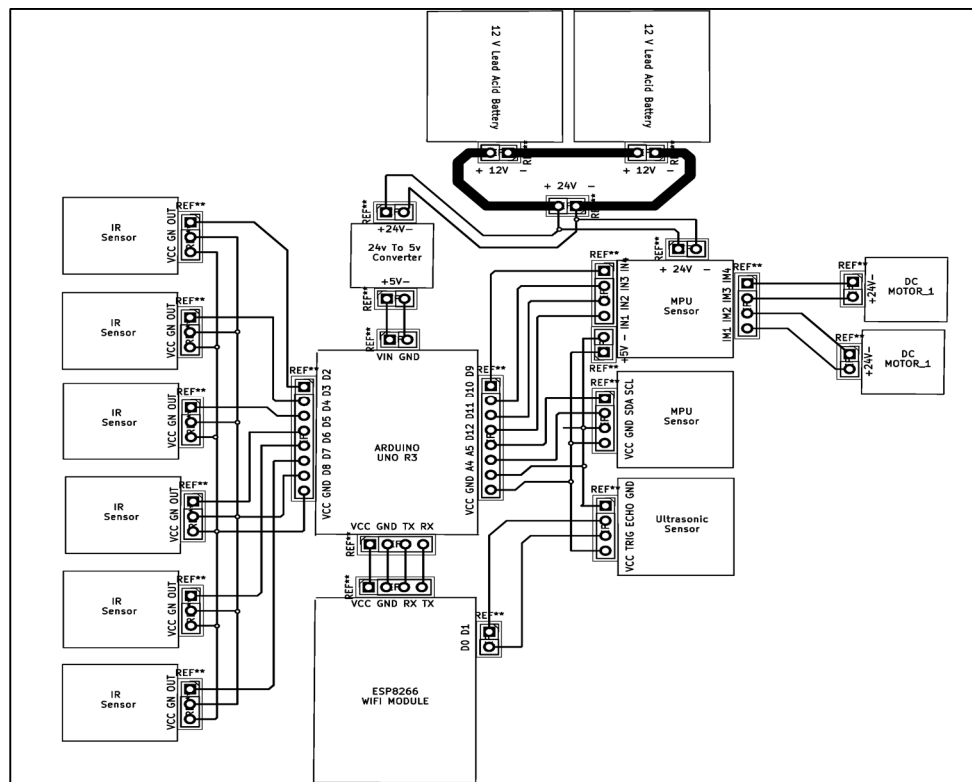 12 V Lead Acid Battery
12 V Lead Acid Battery
REF**
REF**
+ 12V -
+ 12V -
+ 24V -
REF**
REF**
+24V-
24v To 5v
Converter
+5V-
REF**
REF**
VIN GND
REF**
+ 24V -
MPU
Sensor
REF**
IN1 IN2 IN3 IN4
+5V -
REF**
REF**
IM1 IM2 IM3 IM4
REF**
+24V-
DC
MOTOR_1
REF**
+24V-
DC
MOTOR_1
IR
Sensor
VCC GN OUT
REF**
IR
Sensor
VCC GN OUT
REF**
IR
Sensor
VCC GN OUT
REF**
IR
Sensor
VCC GN OUT
REF**
IR
Sensor
VCC GN OUT
REF**
IR
Sensor
VCC GN OUT
REF**
REF**
VCC GND D8 D7 D6 D5 D4 D3 D2
ARDUINO
UNO R3
REF**
VCC GND A4 A5 D12 D11 D10 D9
REF**
VCC GND SDA SCL
MPU
Sensor
REF**
VCC TRIG ECHO GND
Ultrasonic
Sensor
VCC GND TX RX
REF**
REF**
VCC GND RX TX
REF**
D0 D1
ESP8266
WIFI MODULE